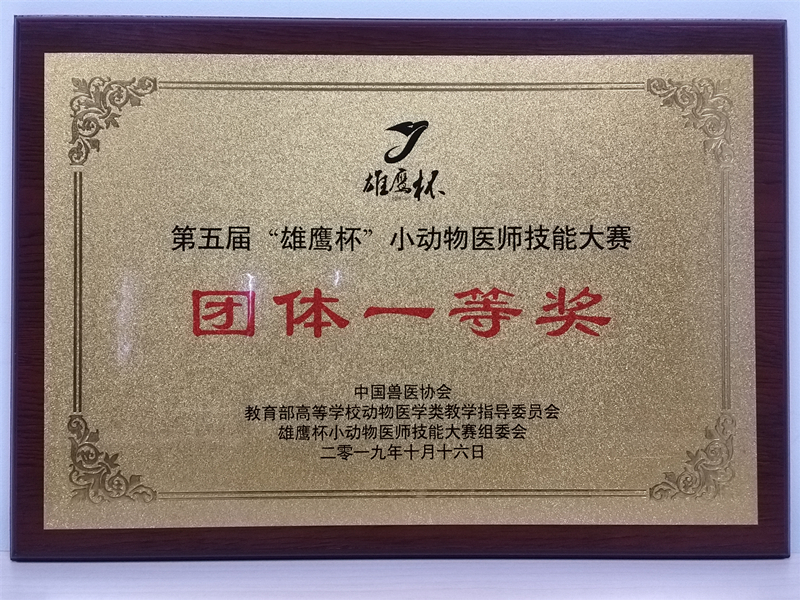 雄鹰杯
第五届“雄鹰杯”小动物医师技能大赛
团体一等奖
中国兽医协会
教育部高等学校动物医学类教学指导委员会
雄鹰杯小动物医师技能大赛组委会
二零一九年十月十六日